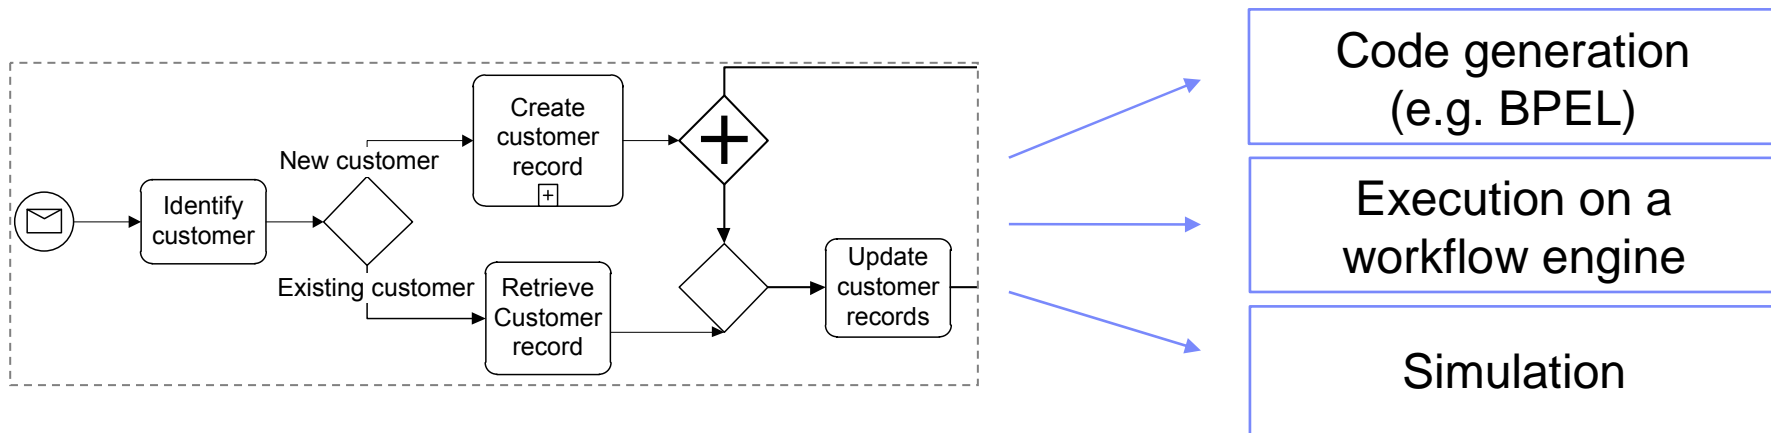 Identify
customer
New customer
Existing customer
Create
customer
record
Retrieve
Customer
record
Update
customer
records
Code generation
(e.g. BPEL)
Execution on a
workflow engine
Simulation